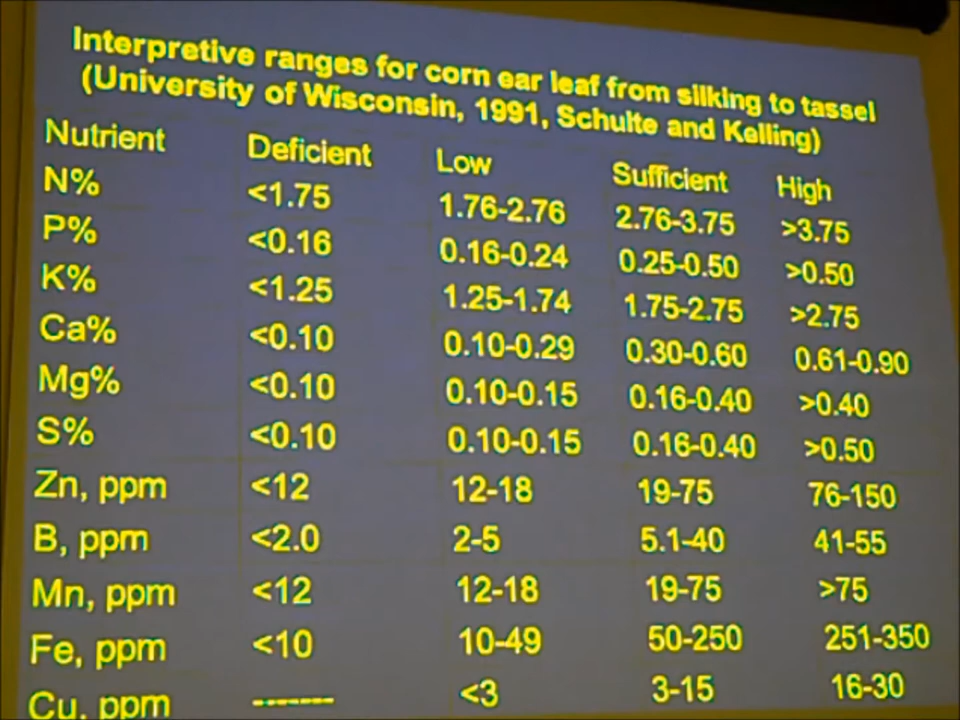 Interpretive ranges for corn ear leaf from silking to tassel
(University of Wisconsin, 1991, Schulte and Kelling)
Nutrient Deficient Low Sufficient High
N% <1.75 1.76-2.76 2.76-3.75 >3.75
P% <0.16 0.16-0.24 0.25-0.50 >0.50
K% <1.25 1.25-1.74 1.75-2.75 >2.75
Ca% <0.10 0.10-0.29 0.30-0.60 0.61-0.90
Mg% <0.10 0.10-0.15 0.16-0.40 >0.40
S% <0.10 0.10-0.15 0.16-0.40 >0.50
Zn, ppm <12 12-18 19-75 76-150
B, ppm <2.0 2-5 5.1-40 41-55
Mn, ppm <12 12-18 19-75 >75
Fe, ppm <10 10-49 50-250 251-350
Cu, ppm ------- <3 3-15 16-30